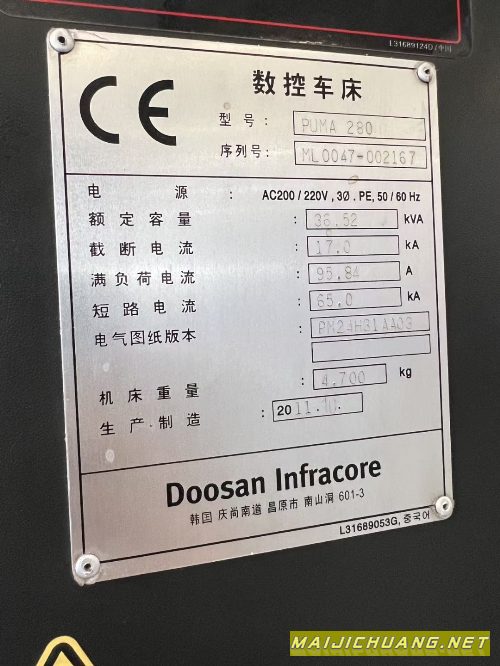 L31689124D/中国
CE
数控车床
型号: PUMA 280
序列号: ML0047-002167
电 源 : AC200 / 220V, 3Ø. PE, 50 / 60 Hz
额定容量 : 36.52 kVA
截断电流 : 17.0 kA
满负荷电流 : 95.84 A
短路电流 : 65.0 kA
电气图纸版本 : PM24H31AA03
机床重量 : 4.700 kg
生产制造 : 2011.10.
Doosan Infracore
韩国 庆尚南道 昌原市 南山洞 601-3
L31689053G, 중국어
MAIJICHUANG.NET